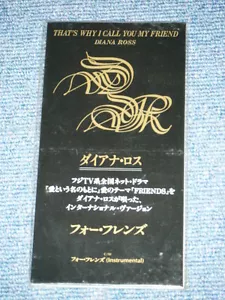 THAT'S WHY I CALL YOU MY FRIEND
DIANA ROSS
ダイアナ・ロス
フジTV系全国ネット・ドラマ
「愛という名のもとに」愛のテーマ「FRIENDS」を
ダイアナ・ロスが唄った、
インターナショナル・ヴァージョン
フォー・フレンズ
フォー・フレンズ (Instrumental)